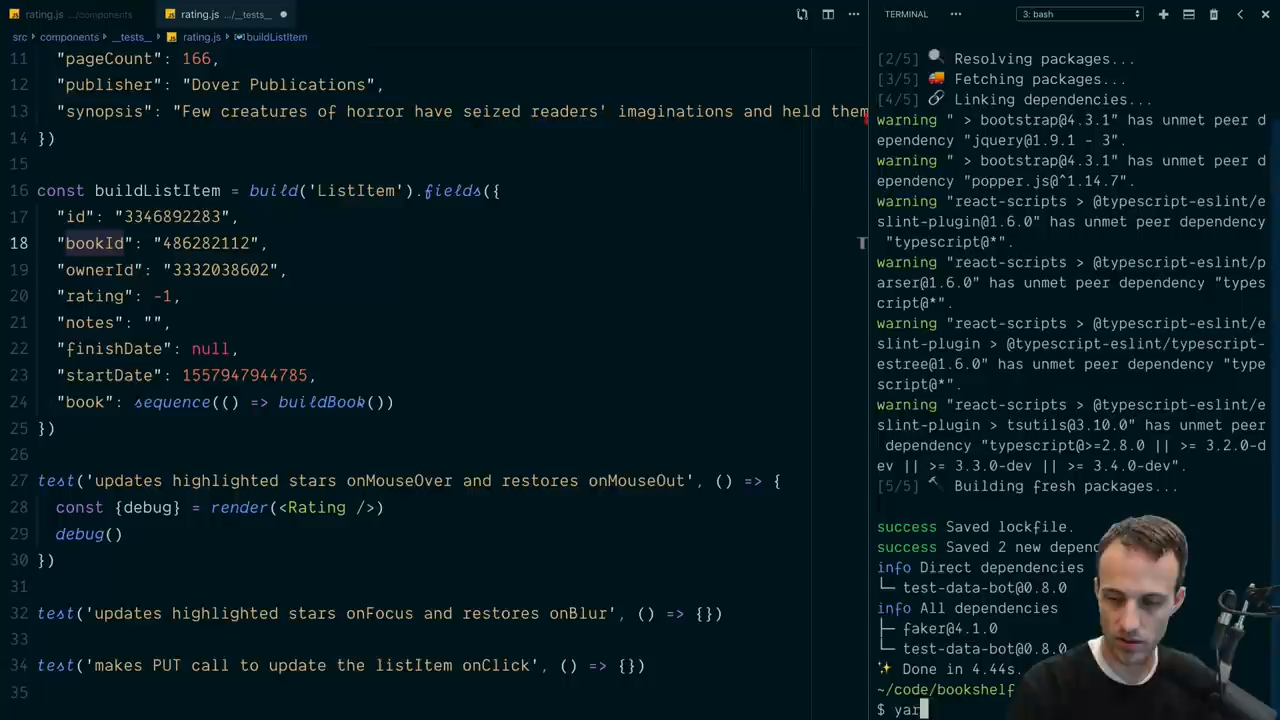 rating.js .../components
rating.js .../__tests__
src components __tests__ rating.js buildListItem
11 "pageCount": 166,
12 "publisher": "Dover Publications",
13 "synopsis": "Few creatures of horror have seized readers' imaginations and held them
14 })
15
16 const buildListItem = build('ListItem').fields({
17 "id": "3346892283",
18 "bookId": "486282112",
19 "ownerId": "3332038602",
20 "rating": -1,
21 "notes": "",
22 "finishDate": null,
23 "startDate": 1557947944785,
24 "book": sequence(() => buildBook())
25 })
26
27 test('updates highlighted stars onMouseOver and restores onMouseOut', () => {
28 const {debug} = render(<Rating />)
29 debug()
30 })
31
32 test('updates highlighted stars onFocus and restores onBlur', () => {})
33
34 test('makes PUT call to update the listItem onClick', () => {})
35
TERMINAL
3: bash
[2/5] Resolving packages...
[3/5] Fetching packages...
[4/5] Linking dependencies...
warning " > bootstrap@4.3.1" has unmet peer d
ependency "jquery@1.9.1 - 3".
warning " > bootstrap@4.3.1" has unmet peer d
ependency "popper.js@^1.14.7".
warning "react-scripts > @typescript-eslint/e
slint-plugin@1.6.0" has unmet peer dependency
"typescript@*".
warning "react-scripts > @typescript-eslint/p
arser@1.6.0" has unmet peer dependency "types
cript@*".
warning "react-scripts > @typescript-eslint/e
slint-plugin > @typescript-eslint/typescript-
estree@1.6.0" has unmet peer dependency "type
script@*".
warning "react-scripts > @typescript-eslint/e
slint-plugin > tsutils@3.10.0" has unmet peer
dependency "typescript@>=2.8.0 || >= 3.2.0-d
ev || >= 3.3.0-dev || >= 3.4.0-dev".
[5/5] Building fresh packages...
success Saved lockfile.
success Saved 2 new depend
info Direct dependencies
└─ test-data-bot@0.8.0
info All dependencies
├─ faker@4.1.0
└─ test-data-bot@0.8.0
Done in 4.44s.
~/code/bookshelf
$ yar